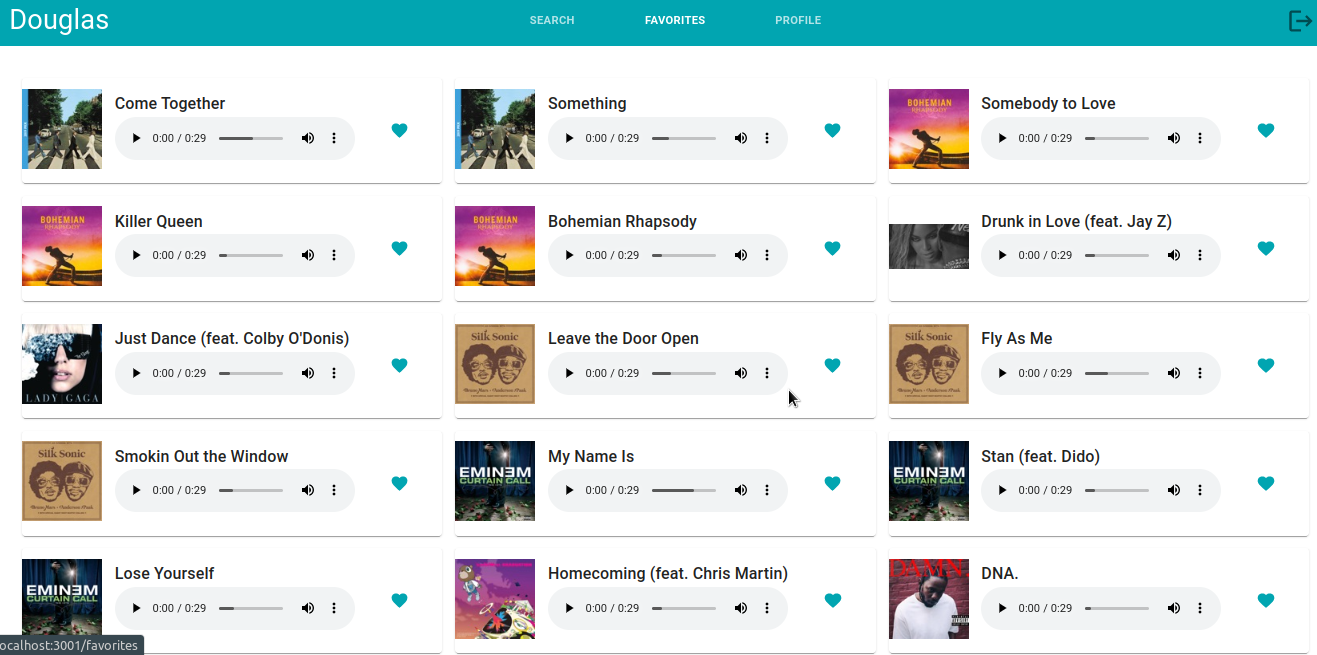 Douglas
SEARCH
FAVORITES
PROFILE
Come Together
0:00 / 0:29
Something
0:00 / 0:29
BOHEMIAN
RHAPSODY
Somebody to Love
0:00 / 0:29
BOHEMIAN
RHAPSODY
Killer Queen
0:00 / 0:29
BOHEMIAN
RHAPSODY
Bohemian Rhapsody
0:00 / 0:29
Drunk in Love (feat. Jay Z)
0:00 / 0:29
LADY GAGA
Just Dance (feat. Colby O'Donis)
0:00 / 0:29
Silk Sonic
Leave the Door Open
0:00 / 0:29
Silk Sonic
Fly As Me
0:00 / 0:29
Silk Sonic
Smokin Out the Window
0:00 / 0:29
EMINƎM
CURTAIN CALL
My Name Is
0:00 / 0:29
EMINƎM
CURTAIN CALL
Stan (feat. Dido)
0:00 / 0:29
EMINƎM
CURTAIN CALL
Lose Yourself
0:00 / 0:29
Homecoming (feat. Chris Martin)
0:00 / 0:29
DAMN.
DNA.
0:00 / 0:29
ocalhost:3001/favorites